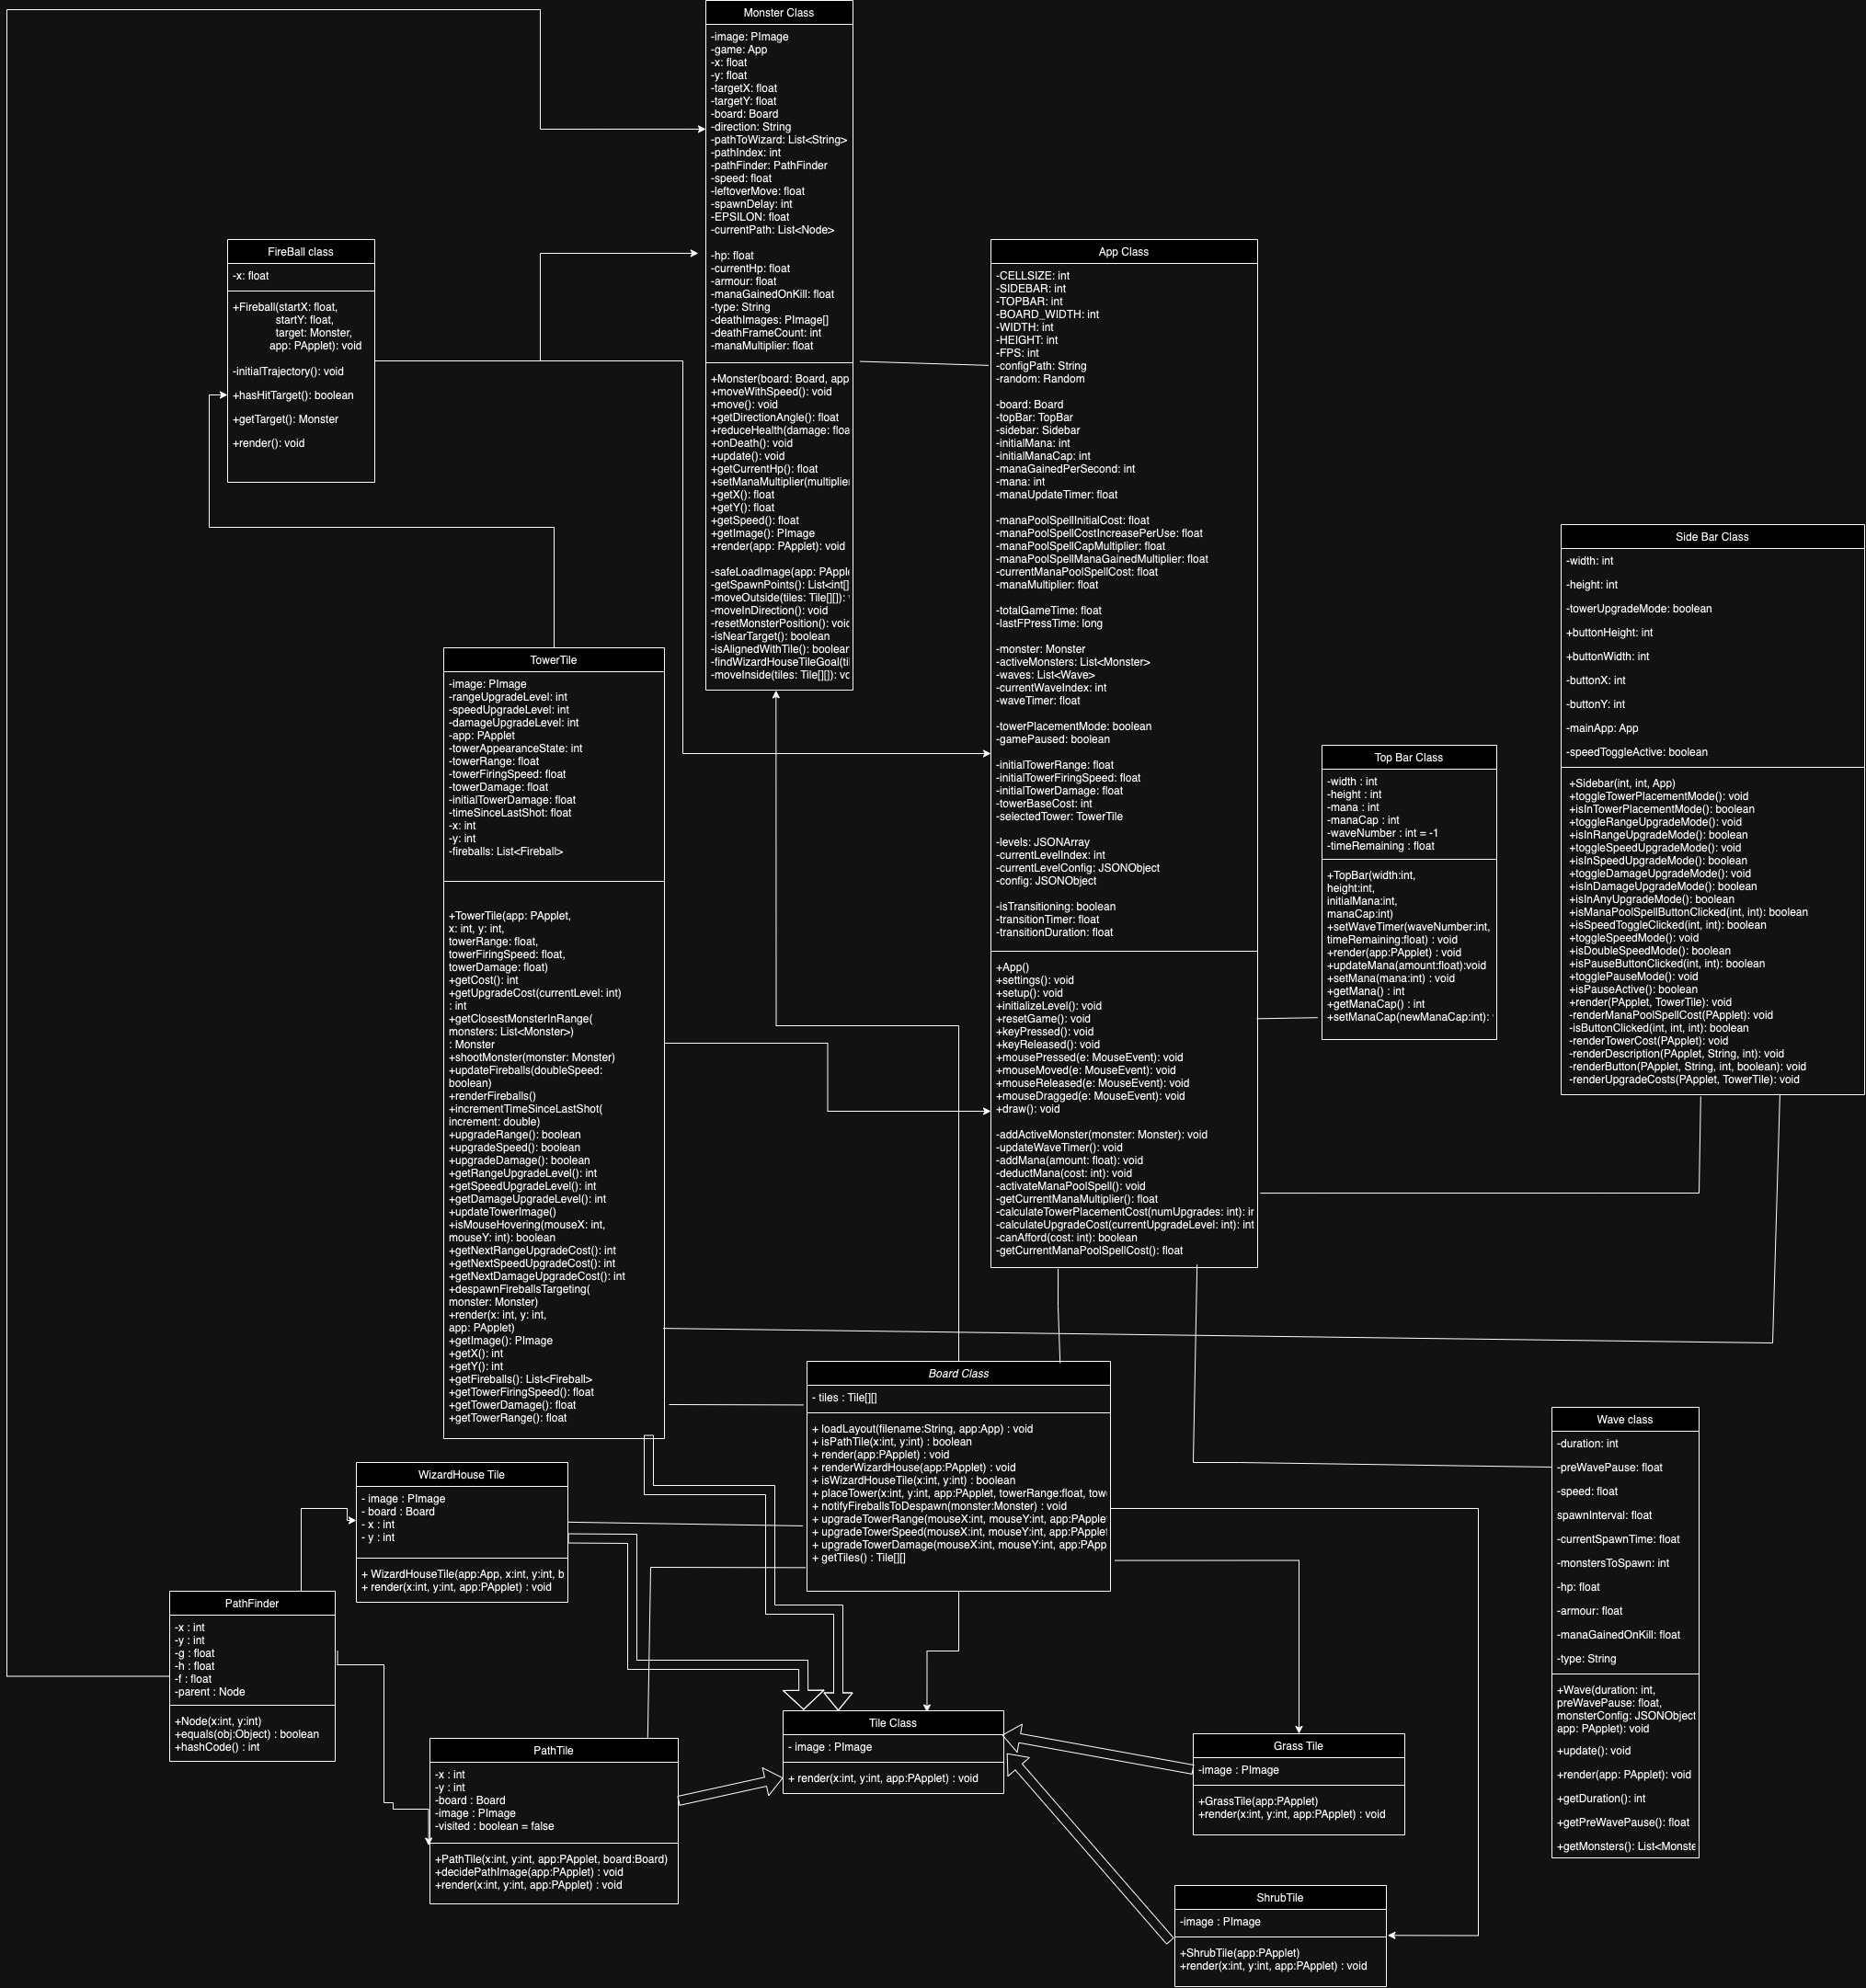 Monster Class
-image: PImage
-game: App
-x: float
-y: float
-targetX: float
-targetY: float
-board: Board
-direction: String
-pathToWizard: List<String>
-pathIndex: int
-pathFinder: PathFinder
-speed: float
-leftoverMove: float
-spawnDelay: int
-EPSILON: float
-currentPath: List<Node>
-hp: float
-currentHp: float
-armour: float
-manaGainedOnKill: float
-type: String
-deathImages: PImage[]
-deathFrameCount: int
-manaMultiplier: float
+Monster(board: Board, app
+moveWithSpeed(): void
+move(): void
+getDirectionAngle(): float
+reduceHealth(damage: floa
+onDeath(): void
+update(): void
+getCurrentHp(): float
+setManaMultiplier(multiplier
+getX(): float
+getY(): float
+getSpeed(): float
+getImage(): PImage
+render(app: PApplet): void
-safeLoadImage(app: PApple
-getSpawnPoints(): List<int[]
-moveOutside(tiles: Tile[][]):
-moveInDirection(): void
-resetMonsterPosition(): void
-isNearTarget(): boolean
-isAlignedWithTile(): boolean
-findWizardHouseTileGoal(til
-moveInside(tiles: Tile[][]): vo
FireBall class
-x: float
+Fireball(startX: float,
startY: float,
target: Monster,
app: PApplet): void
-initialTrajectory(): void
+hasHitTarget(): boolean
+getTarget(): Monster
+render(): void
App Class
-CELLSIZE: int
-SIDEBAR: int
-TOPBAR: int
-BOARD_WIDTH: int
-WIDTH: int
-HEIGHT: int
-FPS: int
-configPath: String
-random: Random
-board: Board
-topBar: TopBar
-sidebar: Sidebar
-initialMana: int
-initialManaCap: int
-manaGainedPerSecond: int
-mana: int
-manaUpdateTimer: float
-manaPoolSpellInitialCost: float
-manaPoolSpellCostIncreasePerUse: float
-manaPoolSpellCapMultiplier: float
-manaPoolSpellManaGainedMultiplier: float
-currentManaPoolSpellCost: float
-manaMultiplier: float
-totalGameTime: float
-lastFPressTime: long
-monster: Monster
-activeMonsters: List<Monster>
-waves: List<Wave>
-currentWaveIndex: int
-waveTimer: float
-towerPlacementMode: boolean
-gamePaused: boolean
-initialTowerRange: float
-initialTowerFiringSpeed: float
-initialTowerDamage: float
-towerBaseCost: int
-selectedTower: TowerTile
-levels: JSONArray
-currentLevelIndex: int
-currentLevelConfig: JSONObject
-config: JSONObject
-isTransitioning: boolean
-transitionTimer: float
-transitionDuration: float
+App()
+settings(): void
+setup(): void
+initializeLevel(): void
+resetGame(): void
+keyPressed(): void
+keyReleased(): void
+mousePressed(e: MouseEvent): void
+mouseMoved(e: MouseEvent): void
+mouseReleased(e: MouseEvent): void
+mouseDragged(e: MouseEvent): void
+draw(): void
-addActiveMonster(monster: Monster): void
-updateWaveTimer(): void
-addMana(amount: float): void
-deductMana(cost: int): void
-activateManaPoolSpell(): void
-getCurrentManaMultiplier(): float
-calculateTowerPlacementCost(numUpgrades: int): ir
-calculateUpgradeCost(currentUpgradeLevel: int): int
-canAfford(cost: int): boolean
-getCurrentManaPoolSpellCost(): float
Side Bar Class
-width: int
-height: int
-towerUpgradeMode: boolean
+buttonHeight: int
+buttonWidth: int
-buttonX: int
-buttonY: int
-mainApp: App
-speedToggleActive: boolean
+Sidebar(int, int, App)
+toggleTowerPlacementMode(): void
+isInTowerPlacementMode(): boolean
+toggleRangeUpgradeMode(): void
+isInRangeUpgradeMode(): boolean
+toggleSpeedUpgradeMode(): void
+isInSpeedUpgradeMode(): boolean
+toggleDamageUpgradeMode(): void
+isInDamageUpgradeMode(): boolean
+isInAnyUpgradeMode(): boolean
+isManaPoolSpellButtonClicked(int, int): boolean
+isSpeedToggleClicked(int, int): boolean
+toggleSpeedMode(): void
+isDoubleSpeedMode(): boolean
+isPauseButtonClicked(int, int): boolean
+togglePauseMode(): void
+isPauseActive(): boolean
+render(PApplet, TowerTile): void
-renderManaPoolSpellCost(PApplet): void
-isButtonClicked(int, int, int): boolean
-renderTowerCost(PApplet): void
-renderDescription(PApplet, String, int): void
-renderButton(PApplet, String, int, boolean): void
-renderUpgradeCosts(PApplet, TowerTile): void
Top Bar Class
-width : int
-height : int
-mana : int
-manaCap : int
-waveNumber : int = -1
-timeRemaining : float
+TopBar(width:int,
height:int,
initialMana:int,
manaCap:int)
+setWaveTimer(waveNumber:int,
timeRemaining:float) : void
+render(app:PApplet) : void
+updateMana(amount:float):void
+setMana(mana:int) : void
+getMana() : int
+getManaCap() : int
+setManaCap(newManaCap:int):
TowerTile
-image: PImage
-rangeUpgradeLevel: int
-speedUpgradeLevel: int
-damageUpgradeLevel: int
-app: PApplet
-towerAppearanceState: int
-towerRange: float
-towerFiringSpeed: float
-towerDamage: float
-initialTowerDamage: float
-timeSinceLastShot: float
-x: int
-y: int
-fireballs: List<Fireball>
+TowerTile(app: PApplet,
x: int, y: int,
towerRange: float,
towerFiringSpeed: float,
towerDamage: float)
+getCost(): int
+getUpgradeCost(currentLevel: int)
: int
+getClosestMonsterInRange(
monsters: List<Monster>)
: Monster
+shootMonster(monster: Monster)
+updateFireballs(doubleSpeed:
boolean)
+renderFireballs()
+incrementTimeSinceLastShot(
increment: double)
+upgradeRange(): boolean
+upgradeSpeed(): boolean
+upgradeDamage(): boolean
+getRangeUpgradeLevel(): int
+getSpeedUpgradeLevel(): int
+getDamageUpgradeLevel(): int
+updateTowerImage()
+isMouseHovering(mouseX: int,
mouseY: int): boolean
+getNextRangeUpgradeCost(): int
+getNextSpeedUpgradeCost(): int
+getNextDamageUpgradeCost(): int
+despawnFireballsTargeting(
monster: Monster)
+render(x: int, y: int,
app: PApplet)
+getImage(): PImage
+getX(): int
+getY(): int
+getFireballs(): List<Fireball>
+getTowerFiringSpeed(): float
+getTowerDamage(): float
+getTowerRange(): float
Board Class
- tiles : Tile[][]
+ loadLayout(filename:String, app:App) : void
+ isPathTile(x:int, y:int) : boolean
+ render(app:PApplet) : void
+ renderWizardHouse(app:PApplet) : void
+ isWizardHouseTile(x:int, y:int) : boolean
+ placeTower(x:int, y:int, app:PApplet, towerRange:float, tow
+ notifyFireballsToDespawn(monster:Monster) : void
+ upgradeTowerRange(mouseX:int, mouseY:int, app:PApple
+ upgradeTowerSpeed(mouseX:int, mouseY:int, app:PApplet
+ upgradeTowerDamage(mouseX:int, mouseY:int, app:PApp
+ getTiles() : Tile[][]
WizardHouse Tile
- image : PImage
- board : Board
- x : int
- y : int
+ WizardHouseTile(app:App, x:int, y:int, b
+ render(x:int, y:int, app:PApplet) : void
PathFinder
-x : int
-y : int
-g : float
-h : float
-f : float
-parent : Node
+Node(x:int, y:int)
+equals(obj:Object) : boolean
+hashCode() : int
PathTile
-x : int
-y : int
-board : Board
-image : PImage
-visited : boolean = false
+PathTile(x:int, y:int, app:PApplet, board:Board)
+decidePathImage(app:PApplet) : void
+render(x:int, y:int, app:PApplet) : void
Tile Class
- image : PImage
+ render(x:int, y:int, app:PApplet) : void
Grass Tile
-image : PImage
+GrassTile(app:PApplet)
+render(x:int, y:int, app:PApplet) : void
ShrubTile
-image : PImage
+ShrubTile(app:PApplet)
+render(x:int, y:int, app:PApplet) : void
Wave class
-duration: int
-preWavePause: float
-speed: float
spawnInterval: float
-currentSpawnTime: float
-monstersToSpawn: int
-hp: float
-armour: float
-manaGainedOnKill: float
-type: String
+Wave(duration: int,
preWavePause: float,
monsterConfig: JSONObject
app: PApplet): void
+update(): void
+render(app: PApplet): void
+getDuration(): int
+getPreWavePause(): float
+getMonsters(): List<Monste